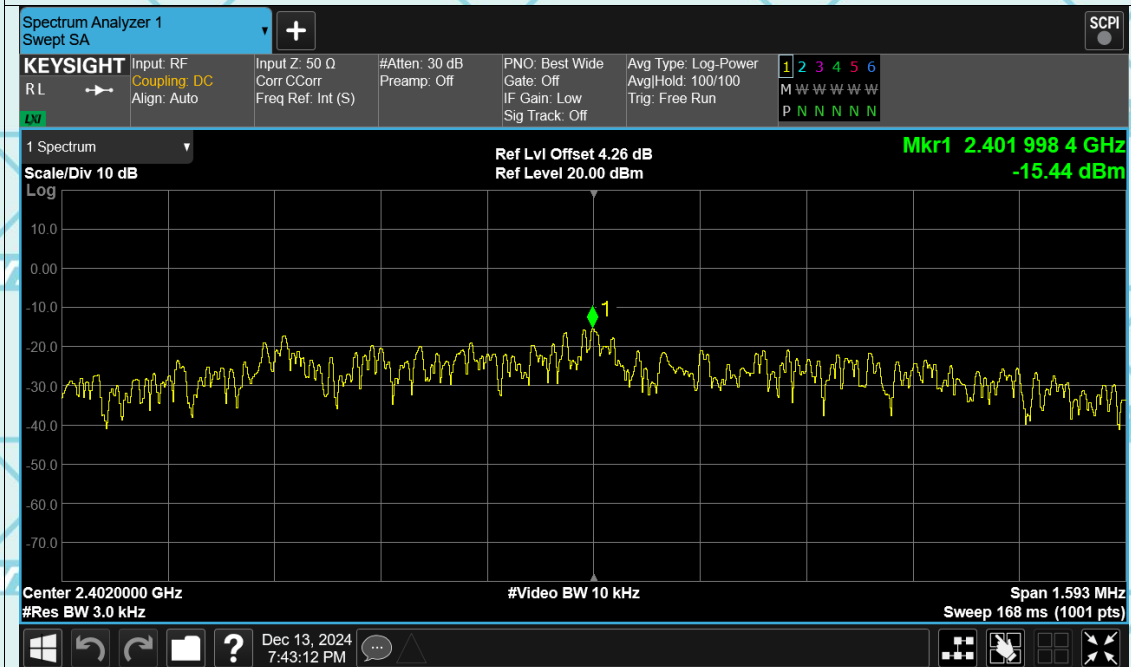 Spectrum Analyzer 1
Swept SA
+
SCPI
KEYSIGHT
RL
LXI
Input: RF
Coupling: DC
Align: Auto
Input Z: 50 Ω
Corr CCorr
Freq Ref: Int (S)
#Atten: 30 dB
Preamp: Off
PNO: Best Wide
Gate: Off
IF Gain: Low
Sig Track: Off
Avg Type: Log-Power
Avg|Hold: 100/100
Trig: Free Run
1 2 3 4 5 6
M W W W W W
P N N N N N
1 Spectrum
Scale/Div 10 dB
Log
Ref Lvl Offset 4.26 dB
Ref Level 20.00 dBm
Mkr1 2.401 998 4 GHz
-15.44 dBm
10.0
0.00
-10.0
-20.0
-30.0
-40.0
-50.0
-60.0
-70.0
1
Center 2.4020000 GHz
#Res BW 3.0 kHz
#Video BW 10 kHz
Span 1.593 MHz
Sweep 168 ms (1001 pts)
?
Dec 13, 2024
7:43:12 PM